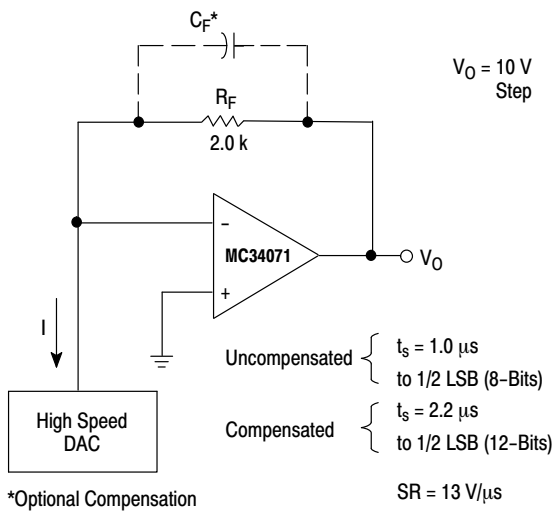 C_F*
V_O = 10 V
Step
R_F
2.0 k
–
MC34071
+
V_O
I
Uncompensated
t_s = 1.0 μs
to 1/2 LSB (8–Bits)
High Speed
DAC
Compensated
t_s = 2.2 μs
to 1/2 LSB (12–Bits)
*Optional Compensation
SR = 13 V/μs